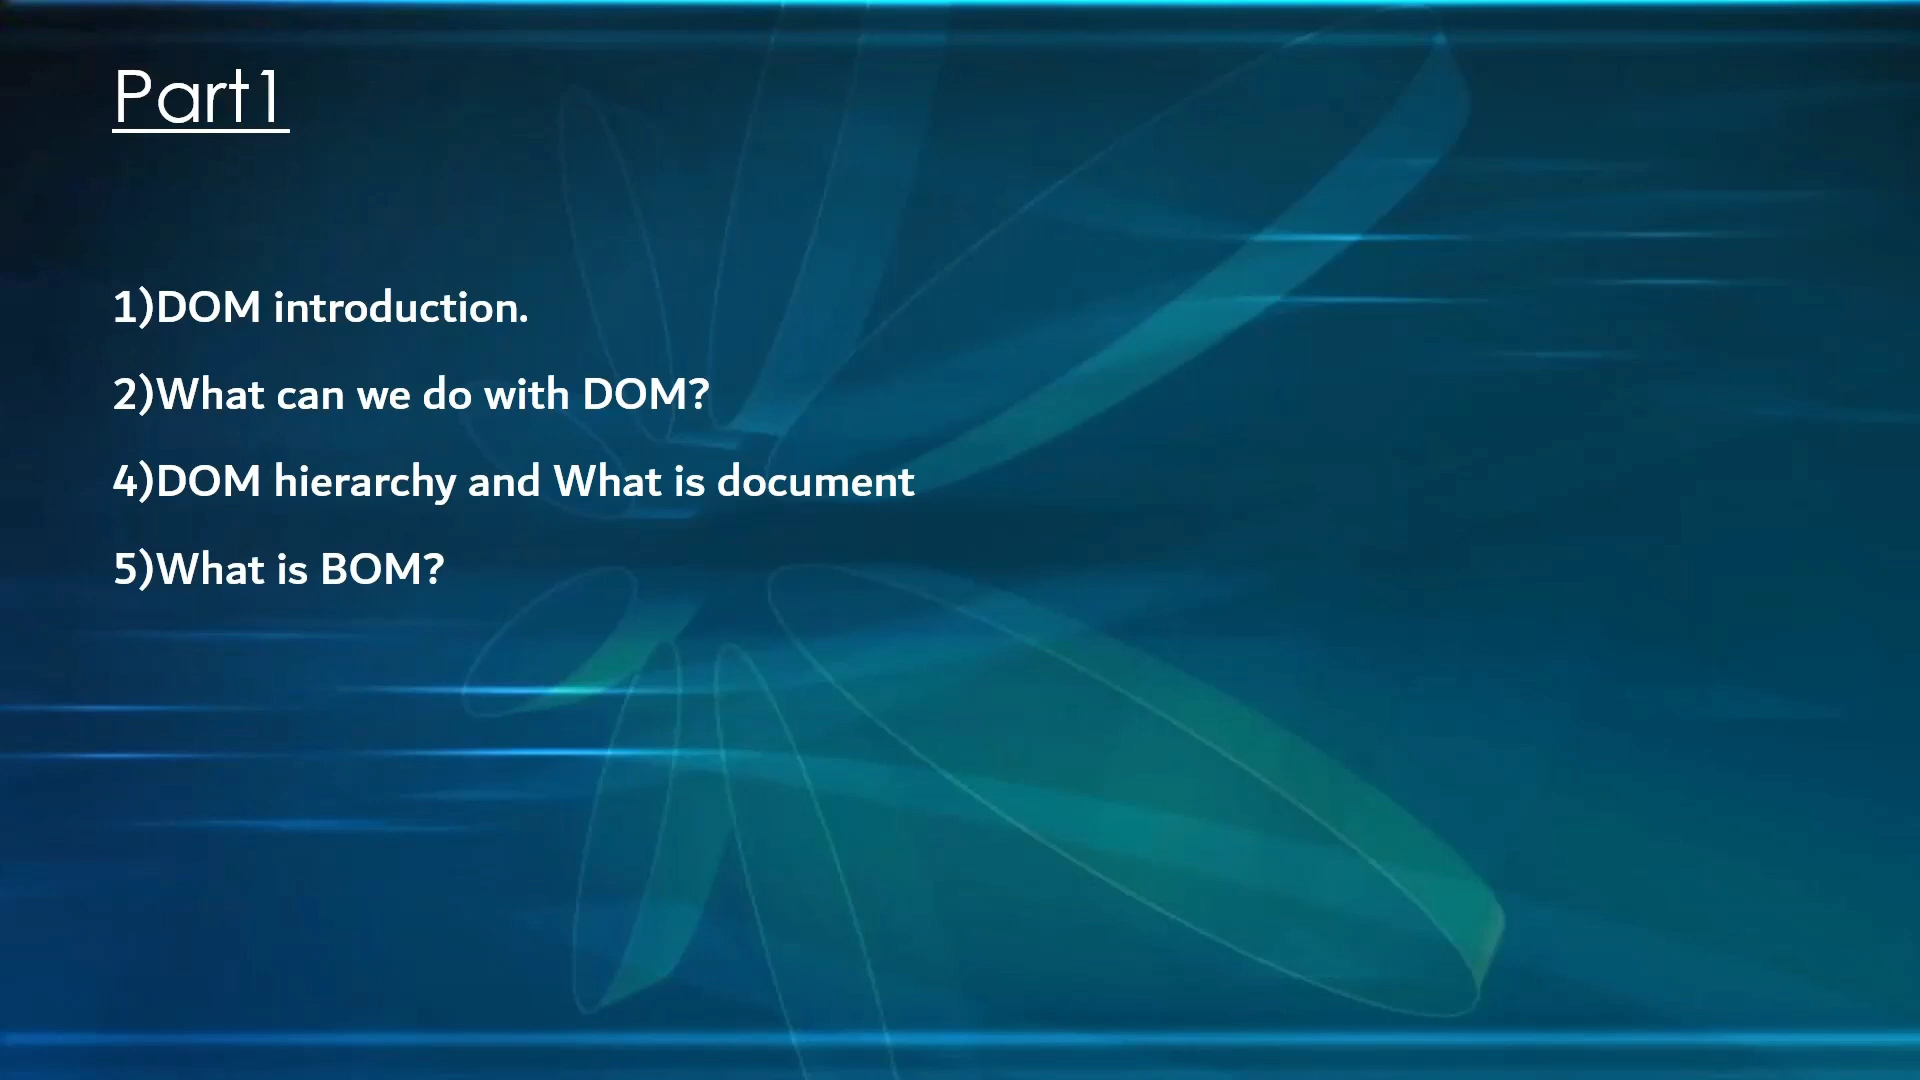 Part1
1)DOM introduction.
2)What can we do with DOM?
4)DOM hierarchy and What is document
5)What is BOM?